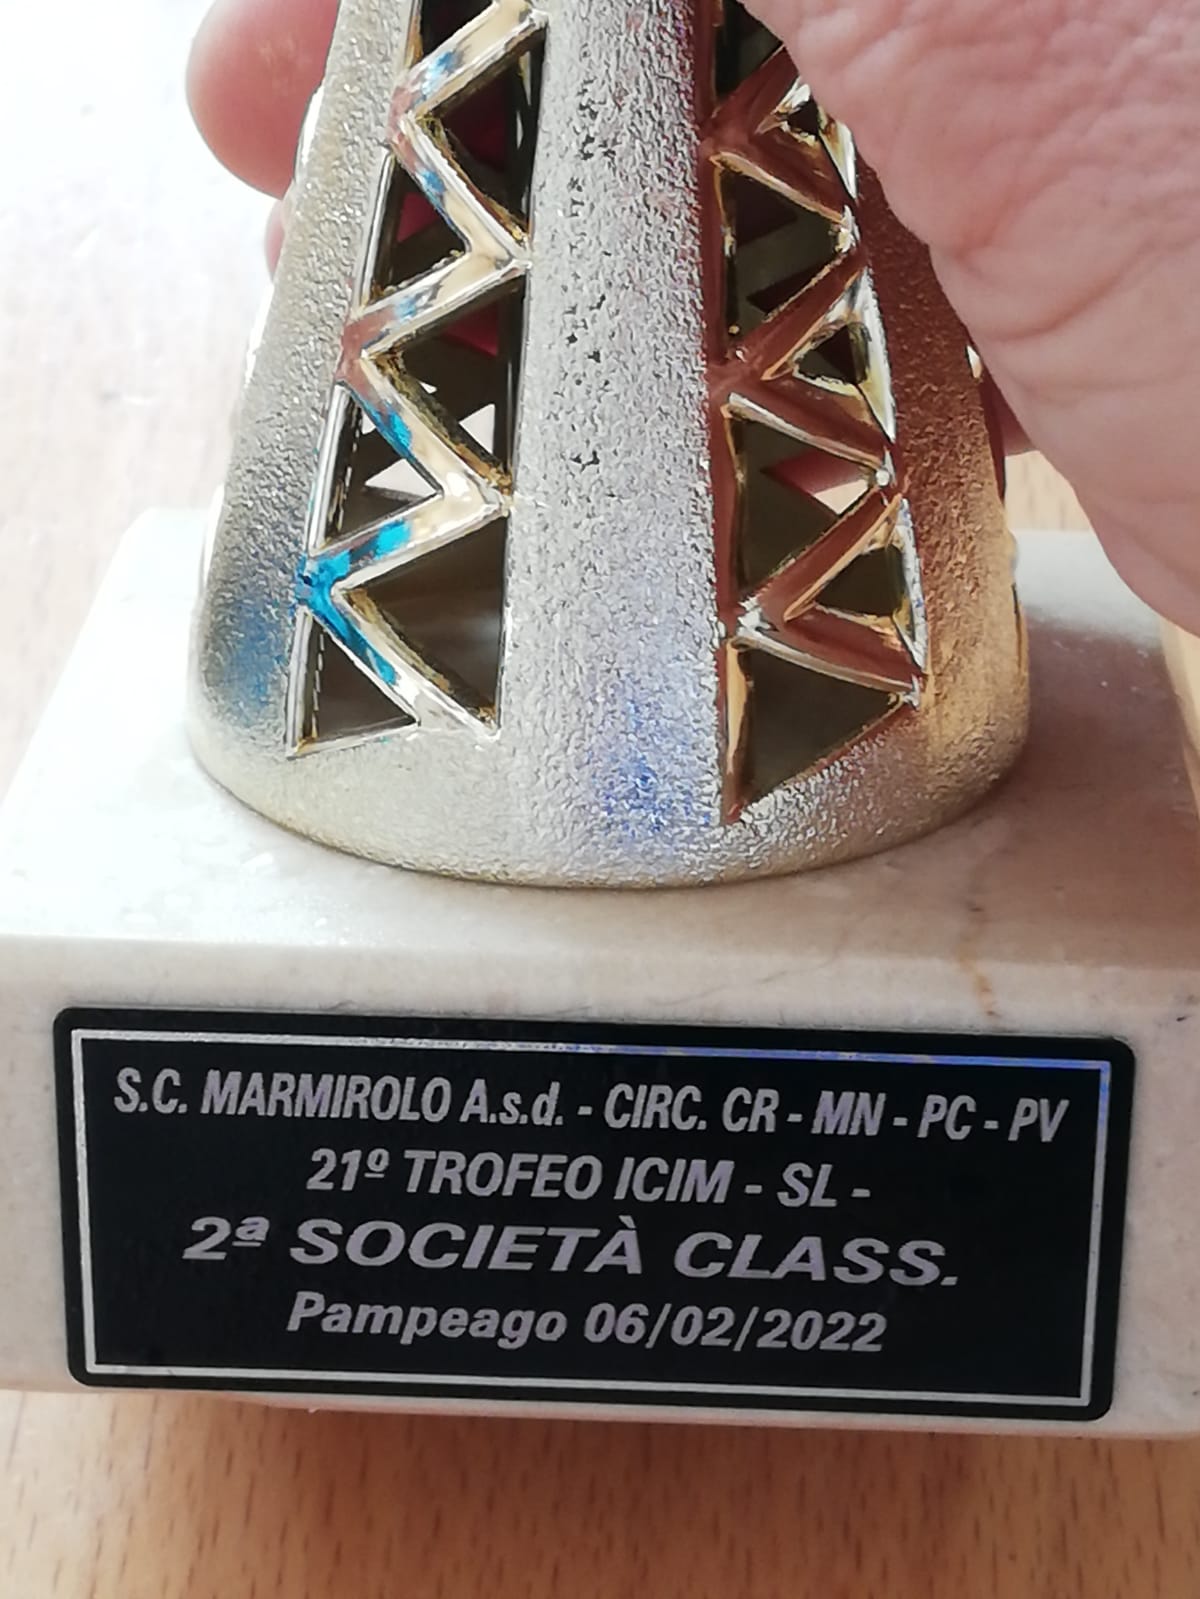 S.C. MARMIROLO A.s.d. - CIRC. CR - MN - PC - PV
21º TROFEO ICIM - SL -
2ª SOCIETÀ CLASS.
Pampeago 06/02/2022